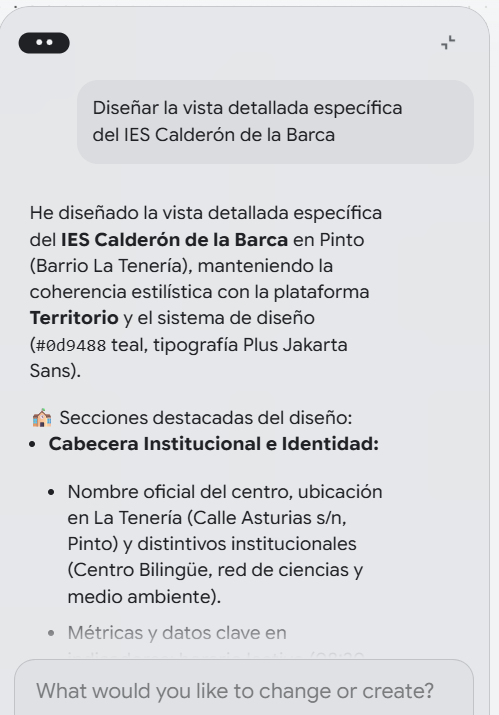 Diseñar la vista detallada específica
del IES Calderón de la Barca
He diseñado la vista detallada específica
del IES Calderón de la Barca en Pinto
(Barrio La Tenería), manteniendo la
coherencia estilística con la plataforma
Territorio y el sistema de diseño
(#0d9488 teal, tipografía Plus Jakarta
Sans).
🏫 Secciones destacadas del diseño:
• Cabecera Institucional e Identidad:
• Nombre oficial del centro, ubicación
en La Tenería (Calle Asturias s/n,
Pinto) y distintivos institucionales
(Centro Bilingüe, red de ciencias y
medio ambiente).
• Métricas y datos clave en
What would you like to change or create?